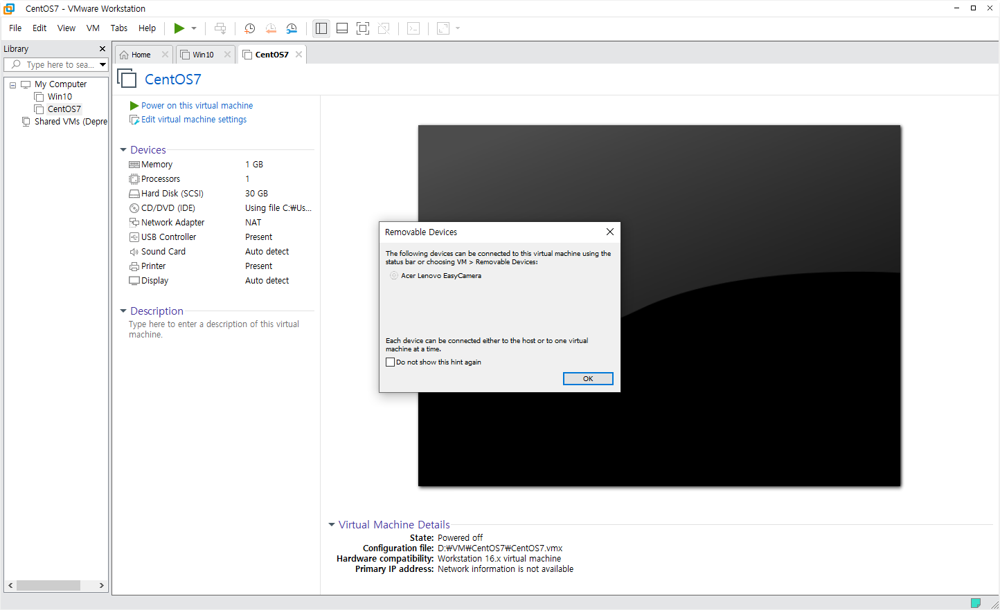 CentOS7 - VMware Workstation
File Edit View VM Tabs Help
Library
Type here to sea...
My Computer
Win10
CentOS7
Shared VMs (Depre
Home
Win10
CentOS7
CentOS7
Power on this virtual machine
Edit virtual machine settings
Devices
Memory 1 GB
Processors 1
Hard Disk (SCSI) 30 GB
CD/DVD (IDE) Using file C:₩Us...
Network Adapter NAT
USB Controller Present
Sound Card Auto detect
Printer Present
Display Auto detect
Description
Type here to enter a description of this virtual
machine.
Removable Devices
The following devices can be connected to this virtual machine using the
status bar or choosing VM > Removable Devices:
Acer Lenovo EasyCamera
Each device can be connected either to the host or to one virtual
machine at a time.
Do not show this hint again
OK
Virtual Machine Details
State: Powered off
Configuration file: D:₩VM₩CentOS7₩CentOS7.vmx
Hardware compatibility: Workstation 16.x virtual machine
Primary IP address: Network information is not available